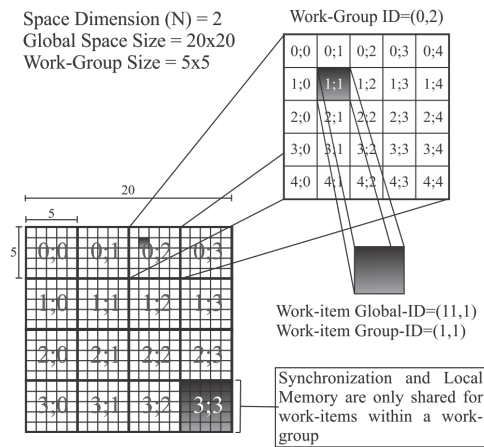 Space Dimension (N) = 2
Global Space Size = 20x20
Work-Group Size = 5x5
Work-Group ID=(0,2)
0;0 0;1 0;2 0;3 0;4
1;0 1;1 1;2 1;3 1;4
2;0 2;1 2;2 2;3 2;4
3;0 3;1 3;2 3;3 3;4
4;0 4;1 4;2 4;3 4;4
20
5
5
0;0 0;1 0;2 0;3
1;0 1;1 1;2 1;3
2;0 2;1 2;2 2;3
3;0 3;1 3;2 3;3
Work-item Global-ID=(11,1)
Work-item Group-ID=(1,1)
Synchronization and Local
Memory are only shared for
work-items within a work-
group